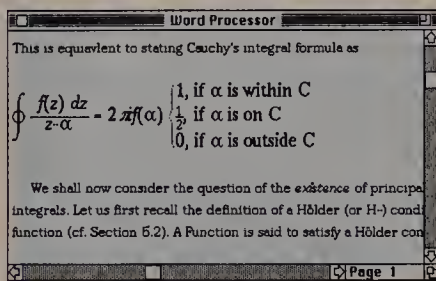 Word Processor
This is equiavlent to stating Cauchy's integral formula as
∮ f(z) dz / z-α = 2πif(α) { 1, if α is within C
1/2, if α is on C
0, if α is outside C
We shall now consider the question of the existence of principa
integrals. Let us first recall the definition of a Hölder (or H-) condi
function (cf. Section 5.2). A Function is said to satisfy a Hölder con
Page 1